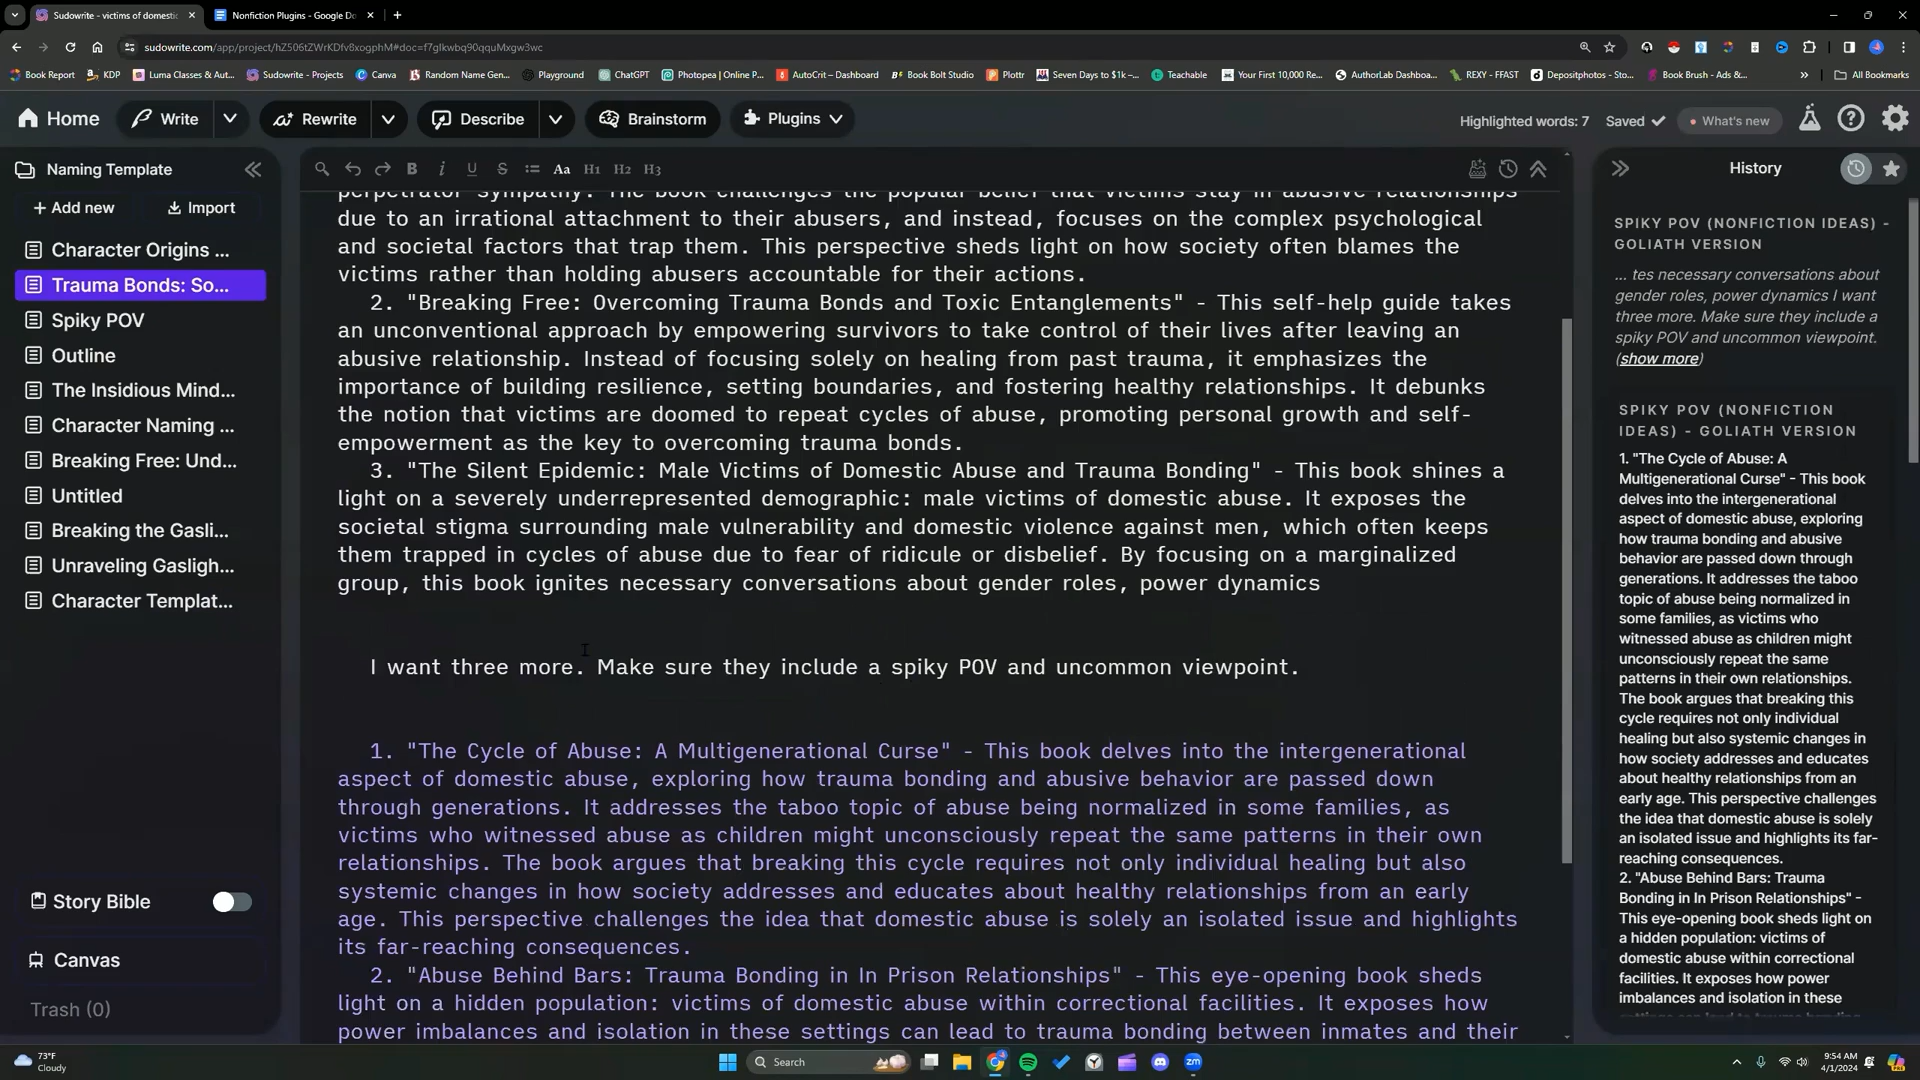 Sudowrite - victims of domestic
Nonfiction Plugins - Google Do
sudowrite.com/app/project/hZ506tZWrKDfv8xogphM#doc=f7glkwbq90qquMxgw3wc
Book Report
KDP
Luma Classes & Aut...
Sudowrite - Projects
Canva
Random Name Gen...
Playground
ChatGPT
Photopea | Online P...
AutoCrit – Dashboard
Book Bolt Studio
Plottr
Seven Days to $1k –...
Teachable
Your First 10,000 Re...
AuthorLab Dashboa...
REXY - FFAST
Depositphotos - Sto...
Book Brush - Ads &...
All Bookmarks
Home
Write
Rewrite
Describe
Brainstorm
Plugins
Highlighted words: 7
Saved
What's new
Naming Template
+ Add new
Import
Character Origins ...
Trauma Bonds: So...
Spiky POV
Outline
The Insidious Mind...
Character Naming ...
Breaking Free: Und...
Untitled
Breaking the Gasli...
Unraveling Gasligh...
Character Templat...
Story Bible
Canvas
Trash (0)
B i U S Aa H1 H2 H3
perpetrator sympathy. The book challenges the popular belief that victims stay in abusive relationships
due to an irrational attachment to their abusers, and instead, focuses on the complex psychological
and societal factors that trap them. This perspective sheds light on how society often blames the
victims rather than holding abusers accountable for their actions.
2. "Breaking Free: Overcoming Trauma Bonds and Toxic Entanglements" - This self-help guide takes
an unconventional approach by empowering survivors to take control of their lives after leaving an
abusive relationship. Instead of focusing solely on healing from past trauma, it emphasizes the
importance of building resilience, setting boundaries, and fostering healthy relationships. It debunks
the notion that victims are doomed to repeat cycles of abuse, promoting personal growth and self-
empowerment as the key to overcoming trauma bonds.
3. "The Silent Epidemic: Male Victims of Domestic Abuse and Trauma Bonding" - This book shines a
light on a severely underrepresented demographic: male victims of domestic abuse. It exposes the
societal stigma surrounding male vulnerability and domestic violence against men, which often keeps
them trapped in cycles of abuse due to fear of ridicule or disbelief. By focusing on a marginalized
group, this book ignites necessary conversations about gender roles, power dynamics
I want three more. Make sure they include a spiky POV and uncommon viewpoint.
1. "The Cycle of Abuse: A Multigenerational Curse" - This book delves into the intergenerational
aspect of domestic abuse, exploring how trauma bonding and abusive behavior are passed down
through generations. It addresses the taboo topic of abuse being normalized in some families, as
victims who witnessed abuse as children might unconsciously repeat the same patterns in their own
relationships. The book argues that breaking this cycle requires not only individual healing but also
systemic changes in how society addresses and educates about healthy relationships from an early
age. This perspective challenges the idea that domestic abuse is solely an isolated issue and highlights
its far-reaching consequences.
2. "Abuse Behind Bars: Trauma Bonding in In Prison Relationships" - This eye-opening book sheds
light on a hidden population: victims of domestic abuse within correctional facilities. It exposes how
power imbalances and isolation in these settings can lead to trauma bonding between inmates and their
History
SPIKY POV (NONFICTION IDEAS) -
GOLIATH VERSION
... tes necessary conversations about
gender roles, power dynamics I want
three more. Make sure they include a
spiky POV and uncommon viewpoint.
(show more)
SPIKY POV (NONFICTION
IDEAS) - GOLIATH VERSION
1. "The Cycle of Abuse: A
Multigenerational Curse" - This book
delves into the intergenerational
aspect of domestic abuse, exploring
how trauma bonding and abusive
behavior are passed down through
generations. It addresses the taboo
topic of abuse being normalized in
some families, as victims who
witnessed abuse as children might
unconsciously repeat the same
patterns in their own relationships.
The book argues that breaking this
cycle requires not only individual
healing but also systemic changes in
how society addresses and educates
about healthy relationships from an
early age. This perspective challenges
the idea that domestic abuse is solely
an isolated issue and highlights its far-
reaching consequences.
2. "Abuse Behind Bars: Trauma
Bonding in In Prison Relationships" -
This eye-opening book sheds light on
a hidden population: victims of
domestic abuse within correctional
facilities. It exposes how power
imbalances and isolation in these
settings can lead to trauma bonding
73°F
Cloudy
Search
9:54 AM
4/1/2024